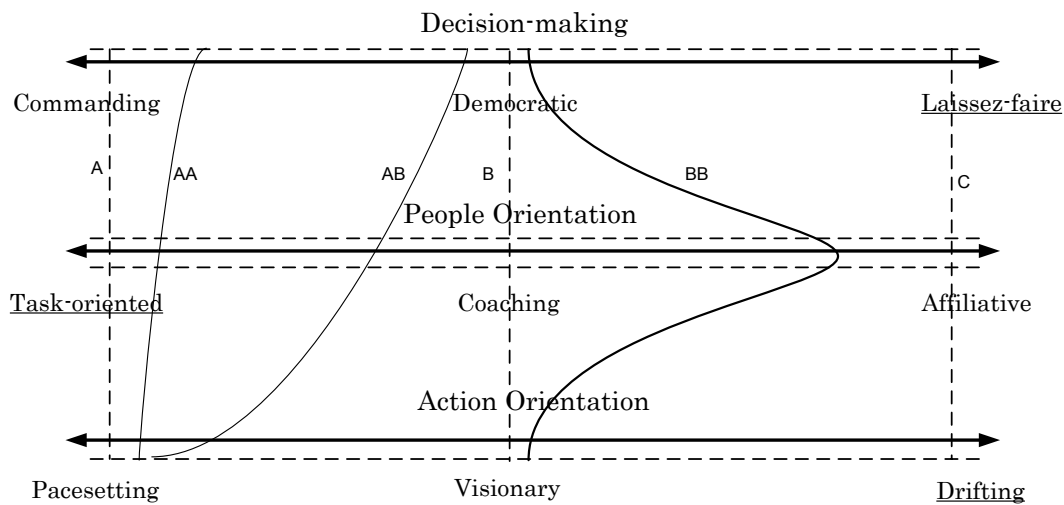 Decision-making
Commanding Democratic Laissez-faire
A AA AB B BB C
People Orientation
Task-oriented Coaching Affiliative
Action Orientation
Pacesetting Visionary Drifting